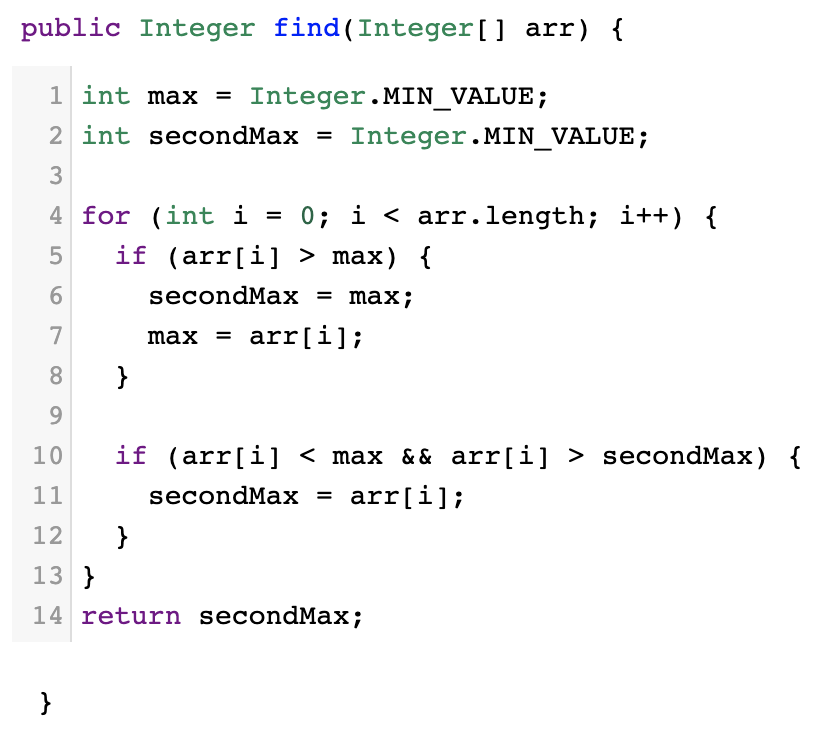 public Integer find(Integer[] arr) {
1 int max = Integer.MIN_VALUE;
2 int secondMax = Integer.MIN_VALUE;
3
4 for (int i = 0; i < arr.length; i++) {
5   if (arr[i] > max) {
6     secondMax = max;
7     max = arr[i];
8   }
9
10   if (arr[i] < max && arr[i] > secondMax) {
11     secondMax = arr[i];
12   }
13 }
14 return secondMax;
}